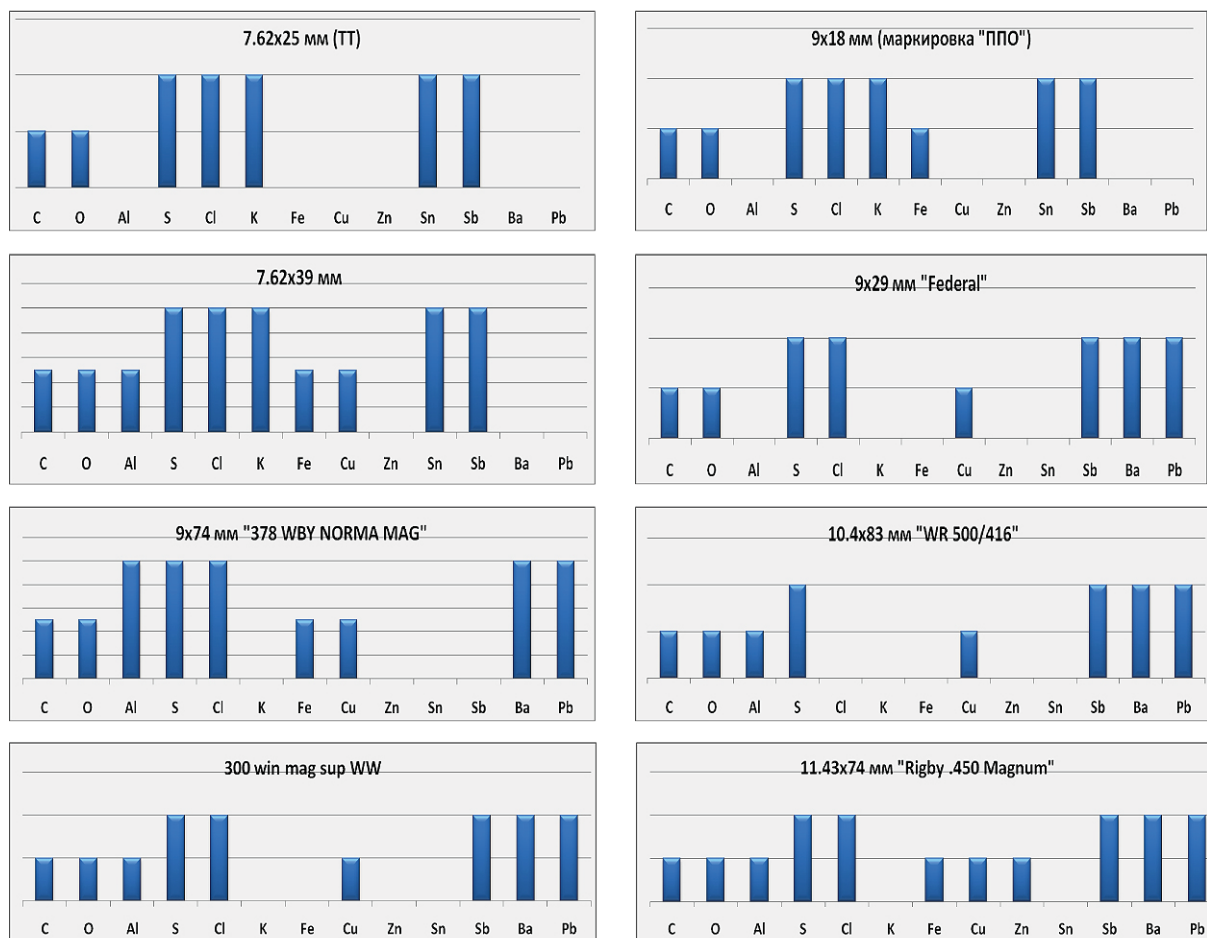 7.62x25 мм (ТТ)
C O Al S Cl K Fe Cu Zn Sn Sb Ba Pb
9x18 мм (маркировка "ППО")
C O Al S Cl K Fe Cu Zn Sn Sb Ba Pb
7.62x39 мм
C O Al S Cl K Fe Cu Zn Sn Sb Ba Pb
9x29 мм "Federal"
C O Al S Cl K Fe Cu Zn Sn Sb Ba Pb
9x74 мм "378 WBY NORMA MAG"
C O Al S Cl K Fe Cu Zn Sn Sb Ba Pb
10.4x83 мм "WR 500/416"
C O Al S Cl K Fe Cu Zn Sn Sb Ba Pb
300 win mag sup WW
C O Al S Cl K Fe Cu Zn Sn Sb Ba Pb
11.43x74 мм "Rigby .450 Magnum"
C O Al S Cl K Fe Cu Zn Sn Sb Ba Pb